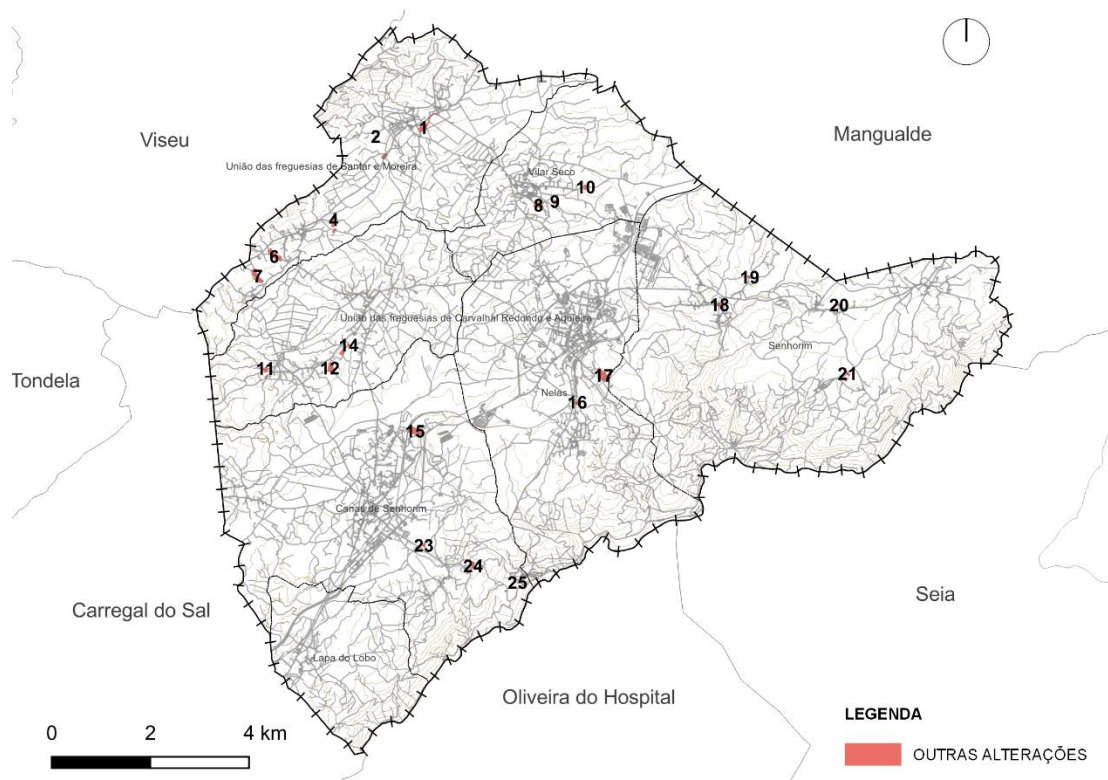 Viseu
Mangualde
1
2
União das freguesias de Santar e Moreira
Vilar Seco
10
8
9
4
6
7
19
18
20
União das freguesias de Carvalhal Redondo e Aguieira
Senhorim
14
11
12
21
Tondela
17
Nelas
16
15
Canas de Senhorim
23
24
25
Carregal do Sal
Seia
Lapa do Lobo
Oliveira do Hospital
0 2 4 km
LEGENDA
OUTRAS ALTERAÇÕES